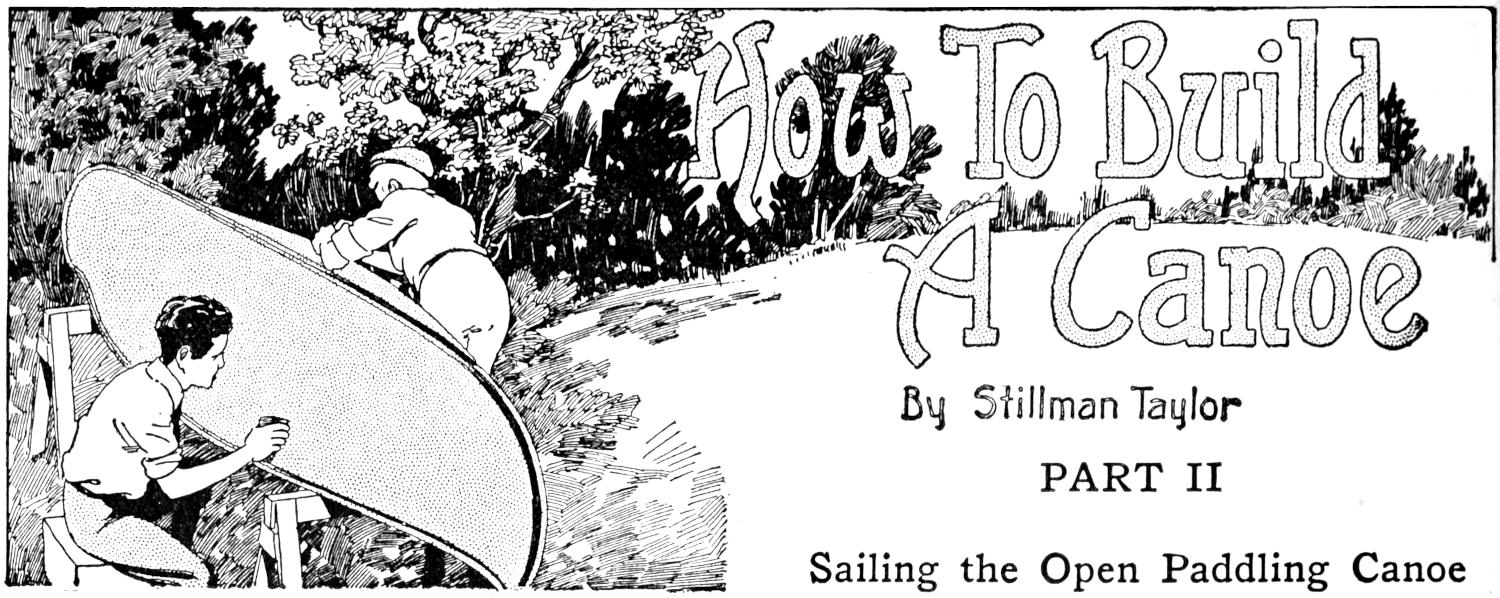 How To Build
A Canoe
By Stillman Taylor
PART II
Sailing the Open Paddling Canoe